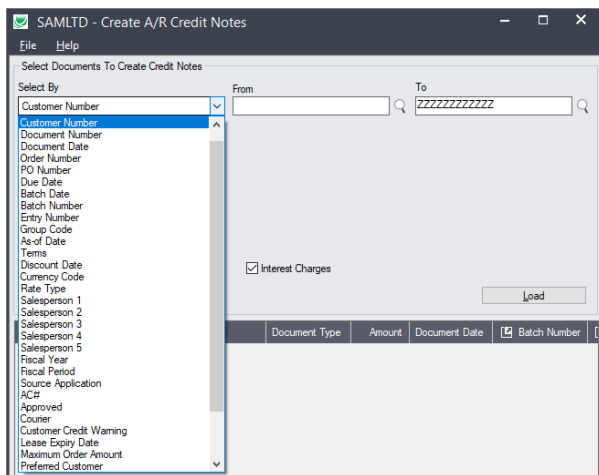 SAMLTD - Create A/R Credit Notes
File Help
Select Documents To Create Credit Notes
Select By
From
To
Customer Number
ZZZZZZZZZZZZ
Customer Number
Document Number
Document Date
Order Number
PO Number
Due Date
Batch Date
Batch Number
Entry Number
Group Code
As-of Date
Terms
Discount Date
Currency Code
Rate Type
Salesperson 1
Salesperson 2
Salesperson 3
Salesperson 4
Salesperson 5
Fiscal Year
Fiscal Period
Source Application
AC#
Approved
Courier
Customer Credit Warning
Lease Expiry Date
Maximum Order Amount
Preferred Customer
Interest Charges
Load
Document Type Amount Document Date Batch Number